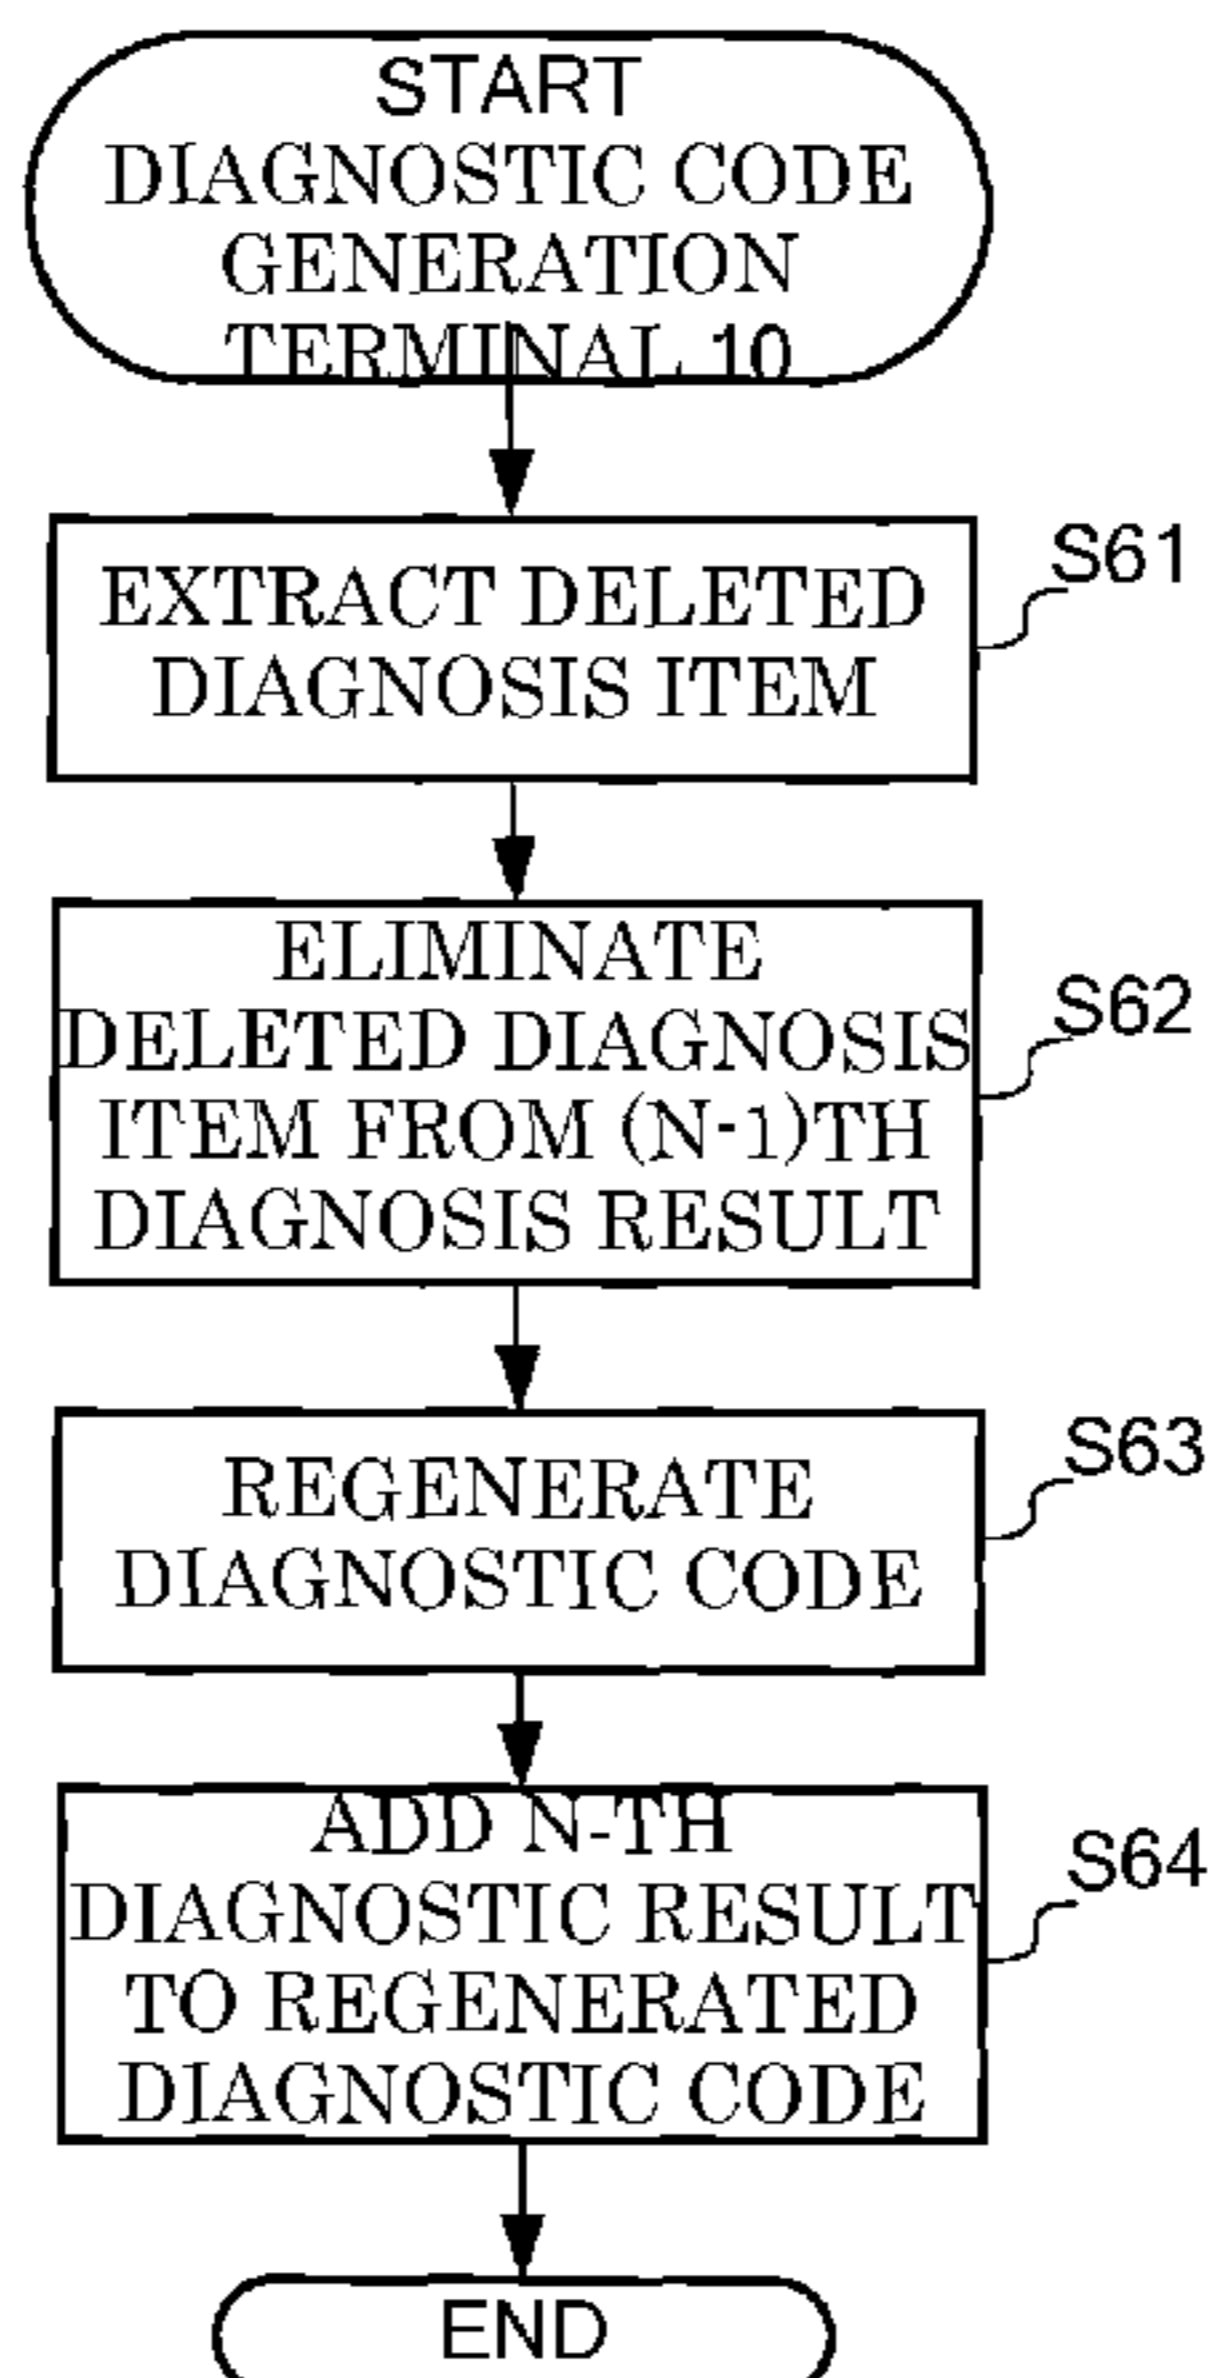 START
DIAGNOSTIC CODE
GENERATION
TERMINAL 10
EXTRACT DELETED
DIAGNOSIS ITEM
S61
ELIMINATE
DELETED DIAGNOSIS
ITEM FROM (N-1)TH
DIAGNOSIS RESULT
S62
REGENERATE
DIAGNOSTIC CODE
S63
ADD N-TH
DIAGNOSTIC RESULT
TO REGENERATED
DIAGNOSTIC CODE
S64
END